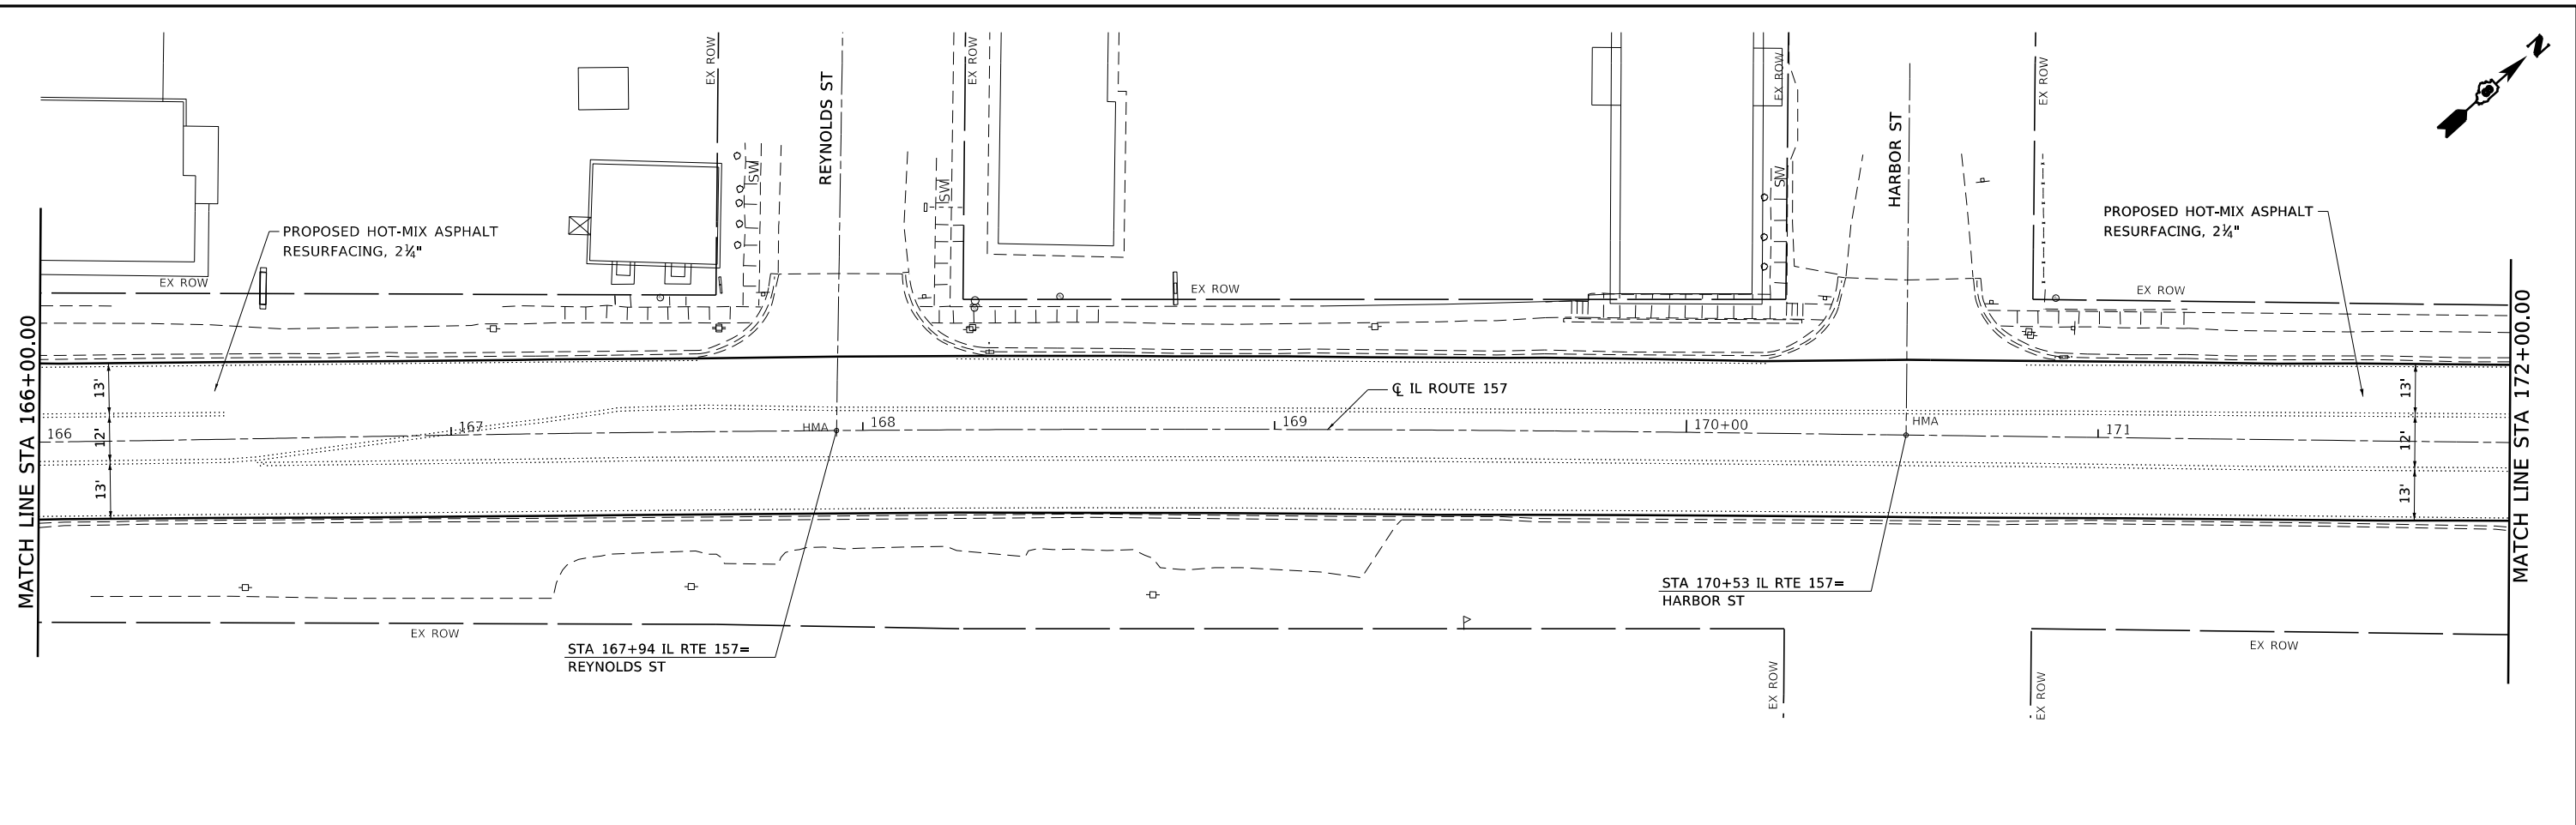 EX ROW
REYNOLDS ST
EX ROW
EX ROW
HARBOR ST
EX ROW
N
SW
SW
SW
PROPOSED HOT-MIX ASPHALT
RESURFACING, 2¼"
PROPOSED HOT-MIX ASPHALT
RESURFACING, 2¼"
EX ROW
EX ROW
EX ROW
MATCH LINE STA 166+00.00
MATCH LINE STA 172+00.00
13'
12'
13'
166
167
HMA
168
169
℄ IL ROUTE 157
170+00
HMA
171
13'
12'
13'
STA 170+53 IL RTE 157=
HARBOR ST
EX ROW
STA 167+94 IL RTE 157=
REYNOLDS ST
EX ROW
EX ROW
EX ROW